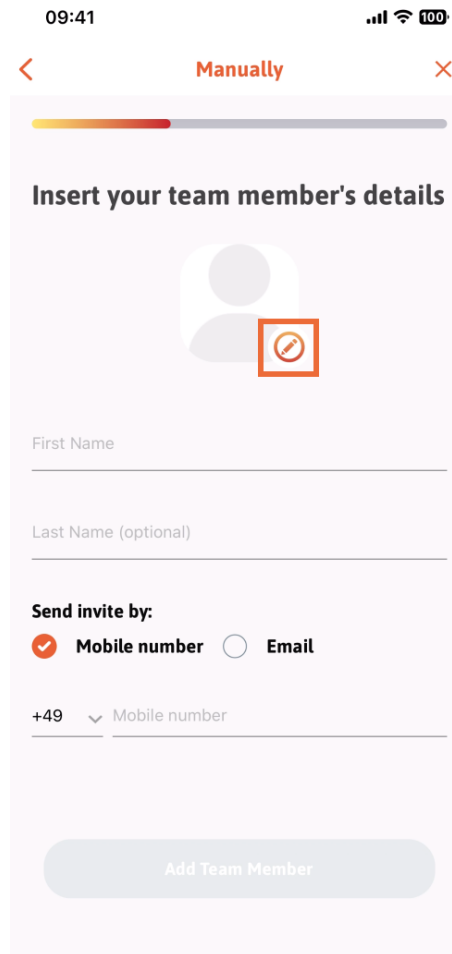 09:41
100
Manually
Insert your team member's details
First Name
Last Name (optional)
Send invite by:
Mobile number Email
+49 Mobile number
Add Team Member